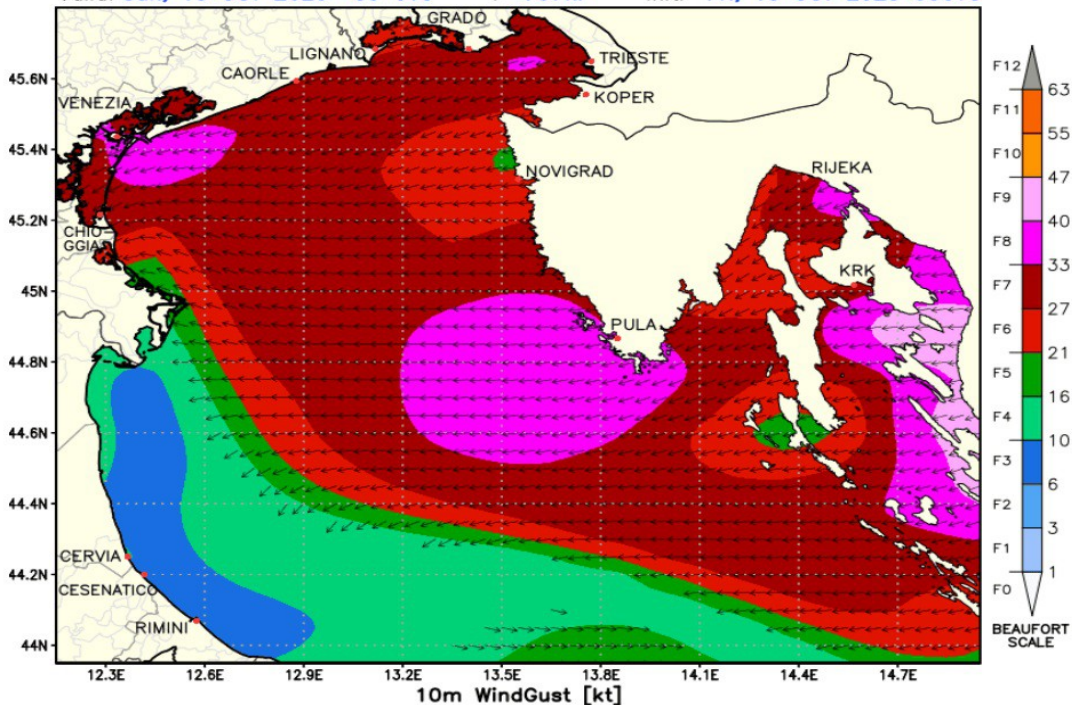 GRADO
LIGNANO
TRIESTE
CAORLE
KOPER
VENEZIA
NOVIGRAD
RIJEKA
CHIO-
GGIA
KRK
PULA
CERVIA
CESENATICO
RIMINI
45.6N
45.4N
45.2N
45N
44.8N
44.6N
44.4N
44.2N
44N
12.3E 12.6E 12.9E 13.2E 13.5E 13.8E 14.1E 14.4E 14.7E
10m WindGust [kt]
F12
63
F11
55
F10
47
F9
40
F8
33
F7
27
F6
21
F5
16
F4
10
F3
6
F2
3
F1
1
F0
BEAUFORT
SCALE